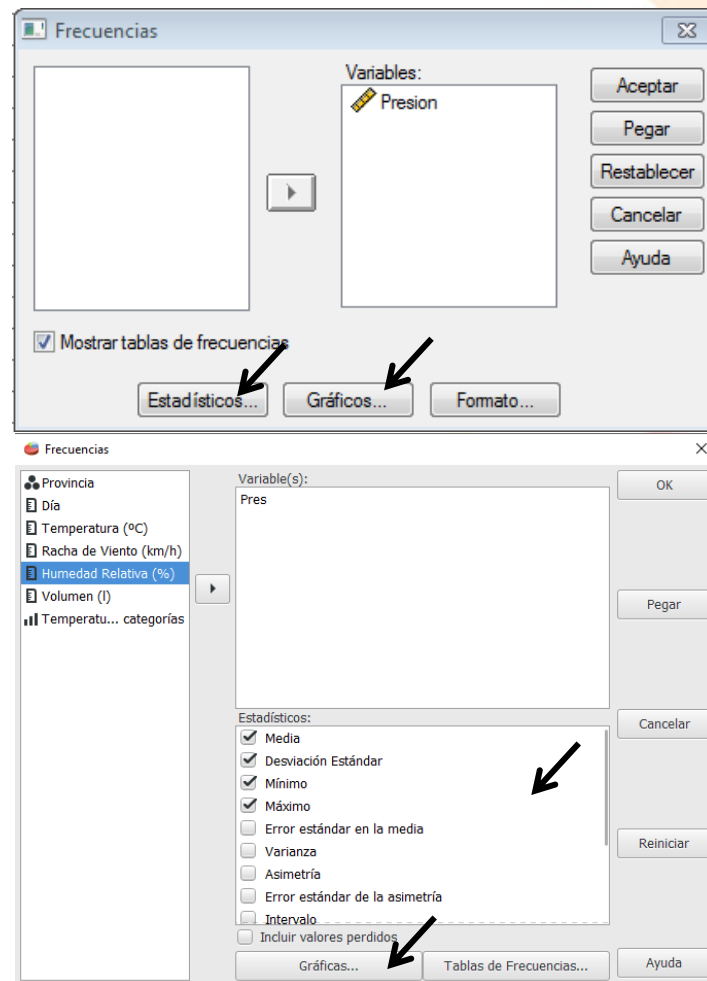 Frecuencias
Variables:
Presion
Aceptar
Pegar
Restablecer
Cancelar
Ayuda
Mostrar tablas de frecuencias
Estadísticos...
Gráficos...
Formato...
Frecuencias
Provincia
Día
Temperatura (ºC)
Racha de Viento (km/h)
Humedad Relativa (%)
Volumen (l)
Temperatu... categorías
Variable(s):
Pres
Estadísticos:
Media
Desviación Estándar
Mínimo
Máximo
Error estándar en la media
Varianza
Asimetría
Error estándar de la asimetría
Intervalo
Incluir valores perdidos
Gráficas...
Tablas de Frecuencias...
OK
Pegar
Cancelar
Reiniciar
Ayuda